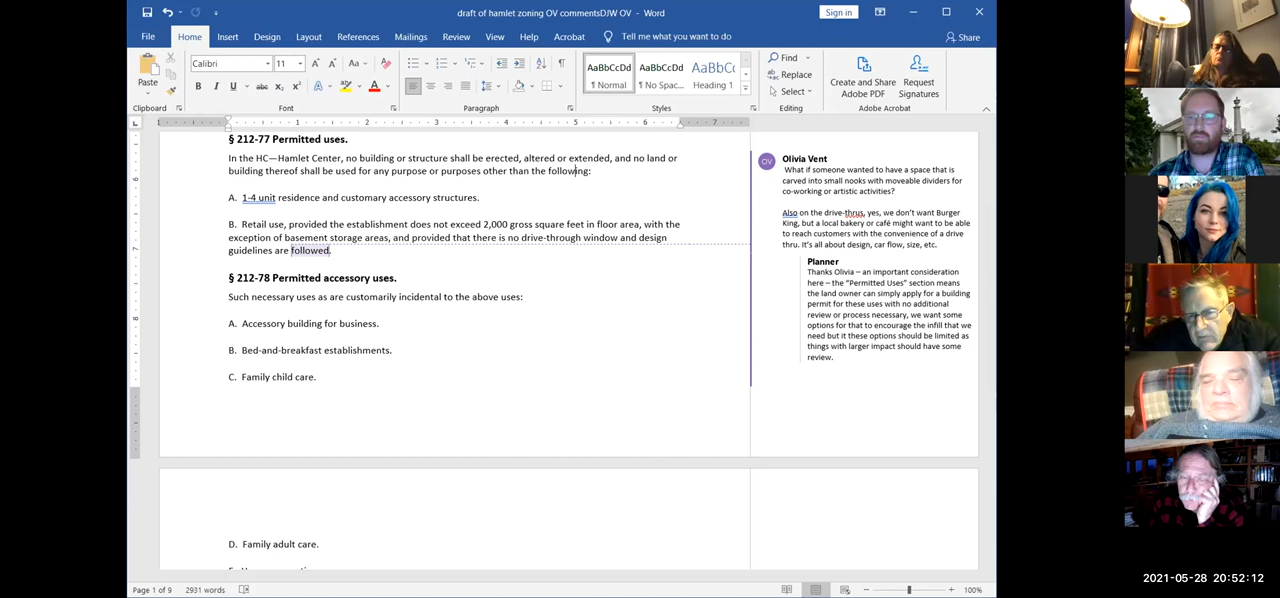 draft of hamlet zoning OV commentsDJW OV - Word
Sign in
File Home Insert Design Layout References Mailings Review View Help Acrobat Tell me what you want to do Share
Paste
Calibri 11
Aa
B I U abc x₂ x²
A
AaBbCcDd AaBbCcDd AaBbC(
¶ Normal ¶ No Spac... Heading 1
Find
Replace
Select
Create and Share Adobe PDF
Request Signatures
Clipboard Font Paragraph Styles Editing Adobe Acrobat
1 1 2 3 4 5 6 7
§ 212-77 Permitted uses.
In the HC—Hamlet Center, no building or structure shall be erected, altered or extended, and no land or
building thereof shall be used for any purpose or purposes other than the following:
A. 1-4 unit residence and customary accessory structures.
B. Retail use, provided the establishment does not exceed 2,000 gross square feet in floor area, with the
exception of basement storage areas, and provided that there is no drive-through window and design
guidelines are followed.
§ 212-78 Permitted accessory uses.
Such necessary uses as are customarily incidental to the above uses:
A. Accessory building for business.
B. Bed-and-breakfast establishments.
C. Family child care.
D. Family adult care.
OV
Olivia Vent
What if someone wanted to have a space that is
carved into small nooks with moveable dividers for
co-working or artistic activities?
Also on the drive-thrus, yes, we don't want Burger
King, but a local bakery or café might want to be able
to reach customers with the convenience of a drive
thru. It's all about design, car flow, size, etc.
Planner
Thanks Olivia – an important consideration
here – the "Permitted Uses" section means
the land owner can simply apply for a building
permit for these uses with no additional
review or process necessary, we want some
options for that to encourage the infill that we
need but it these options should be limited as
things with larger impact should have some
review.
Page 1 of 9 2931 words
100%
2021-05-28 20:52:12